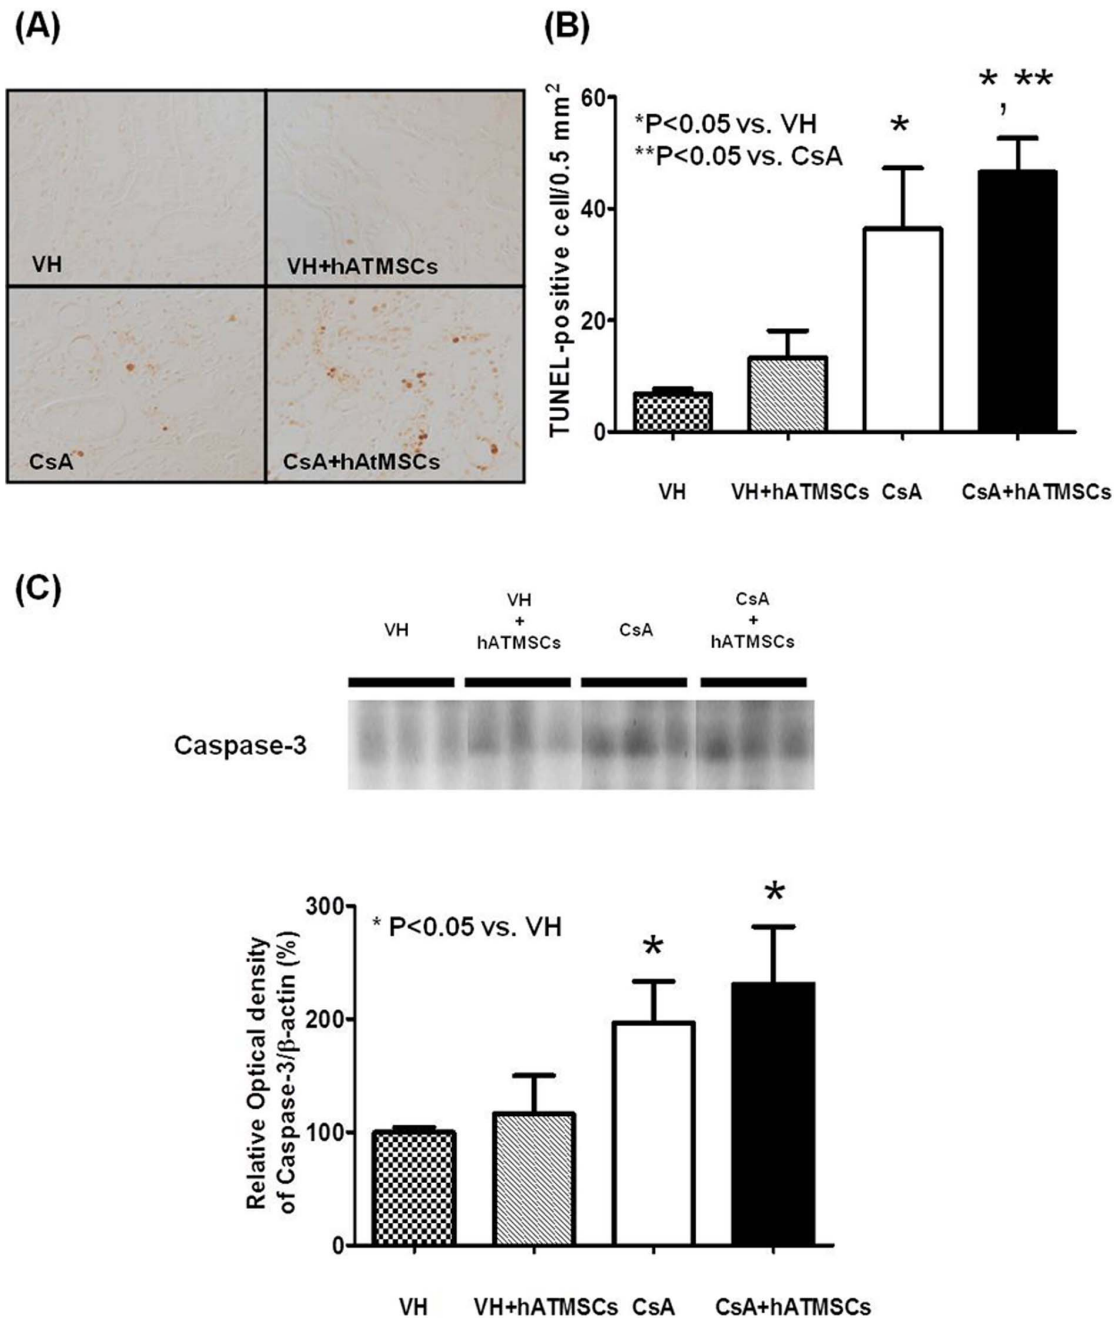 (A)
VH
VH+hATMSCs
CsA
CsA+hAtMSCs
(B)
TUNEL-positive cell/0.5 mm²
60
40
20
0
*P<0.05 vs. VH
**P<0.05 vs. CsA
*
*, **
VH
VH+hATMSCs
CsA
CsA+hATMSCs
(C)
VH
VH
+
hATMSCs
CsA
CsA
+
hATMSCs
Caspase-3
Relative Optical density
of Caspase-3/β-actin (%)
300
200
100
0
* P<0.05 vs. VH
*
*
VH
VH+hATMSCs
CsA
CsA+hATMSCs